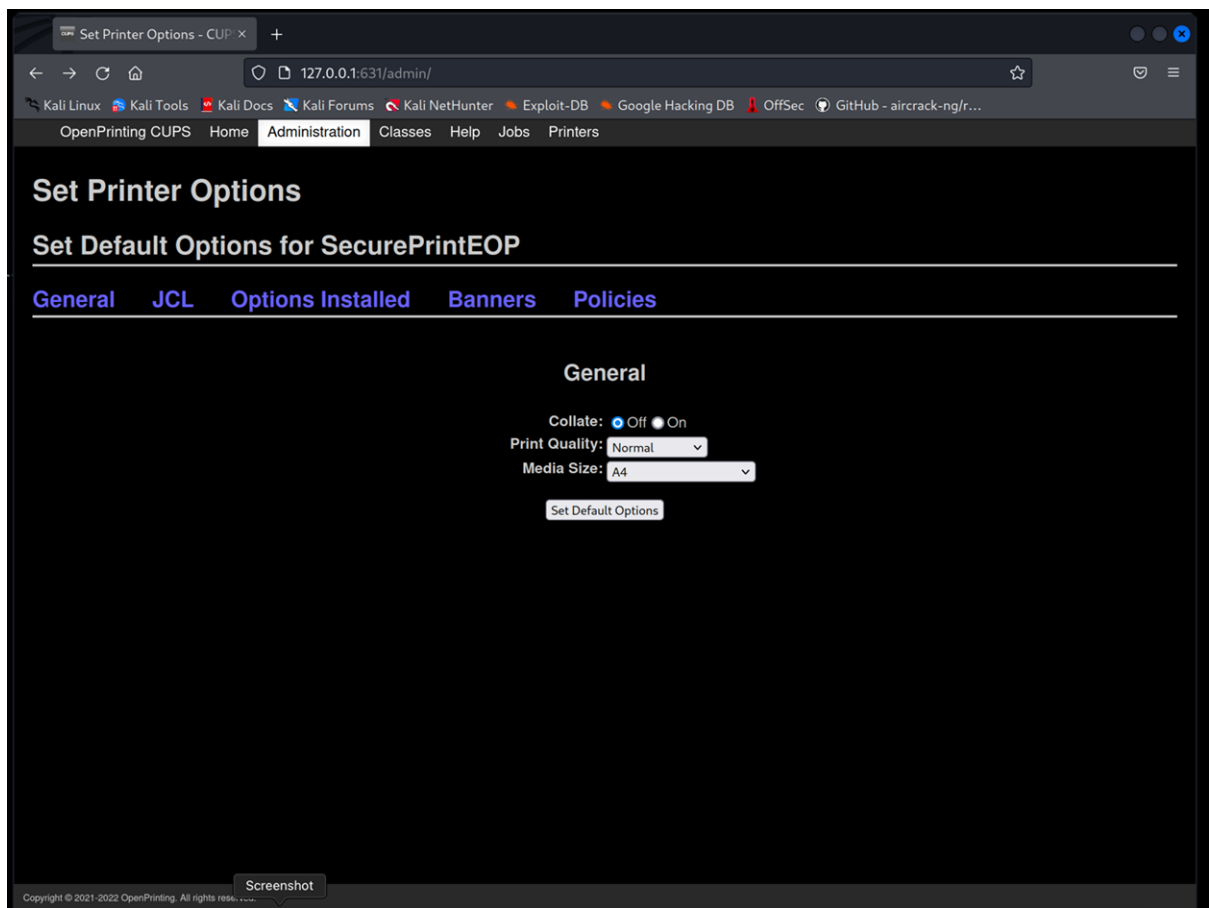 Set Printer Options - CUPS
127.0.0.1:631/admin/
Kali Linux Kali Tools Kali Docs Kali Forums Kali NetHunter Exploit-DB Google Hacking DB OffSec GitHub - aircrack-ng/r...
OpenPrinting CUPS Home Administration Classes Help Jobs Printers
Set Printer Options
Set Default Options for SecurePrintEOP
General JCL Options Installed Banners Policies
General
Collate: Off On
Print Quality: Normal
Media Size: A4
Set Default Options
Screenshot
Copyright © 2021-2022 OpenPrinting. All rights reserved.